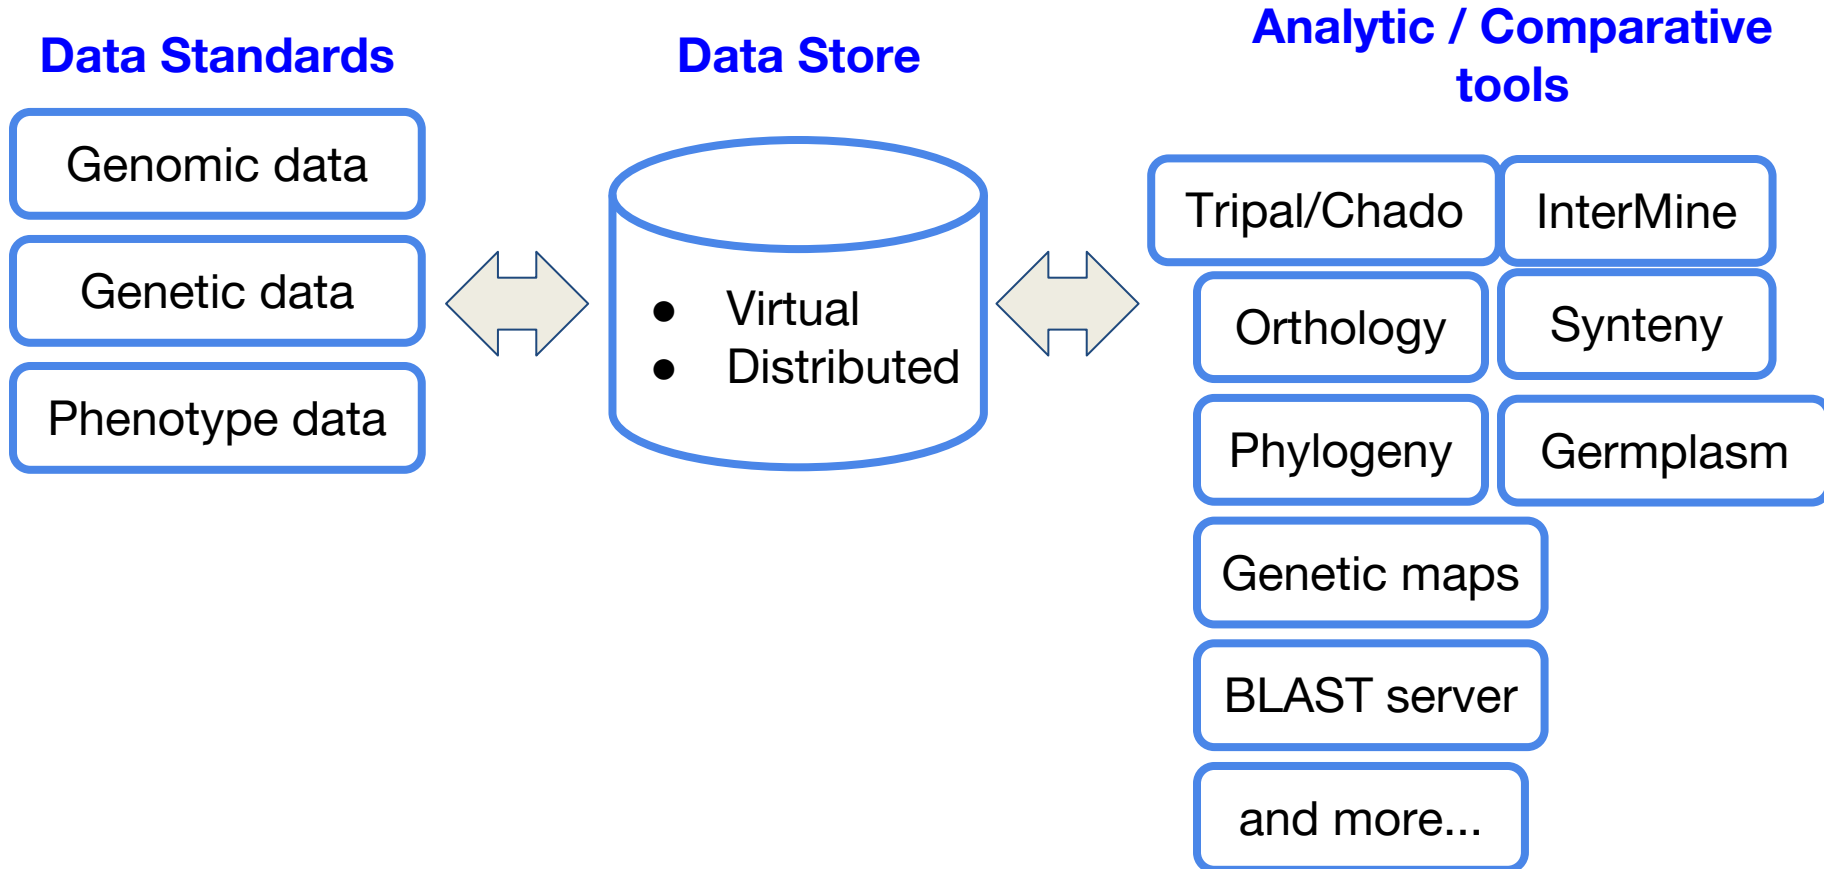 Data Standards
Genomic data
Genetic data
Phenotype data
Data Store
● Virtual
● Distributed
Analytic / Comparative
tools
Tripal/Chado
InterMine
Orthology
Synteny
Phylogeny
Germplasm
Genetic maps
BLAST server
and more...